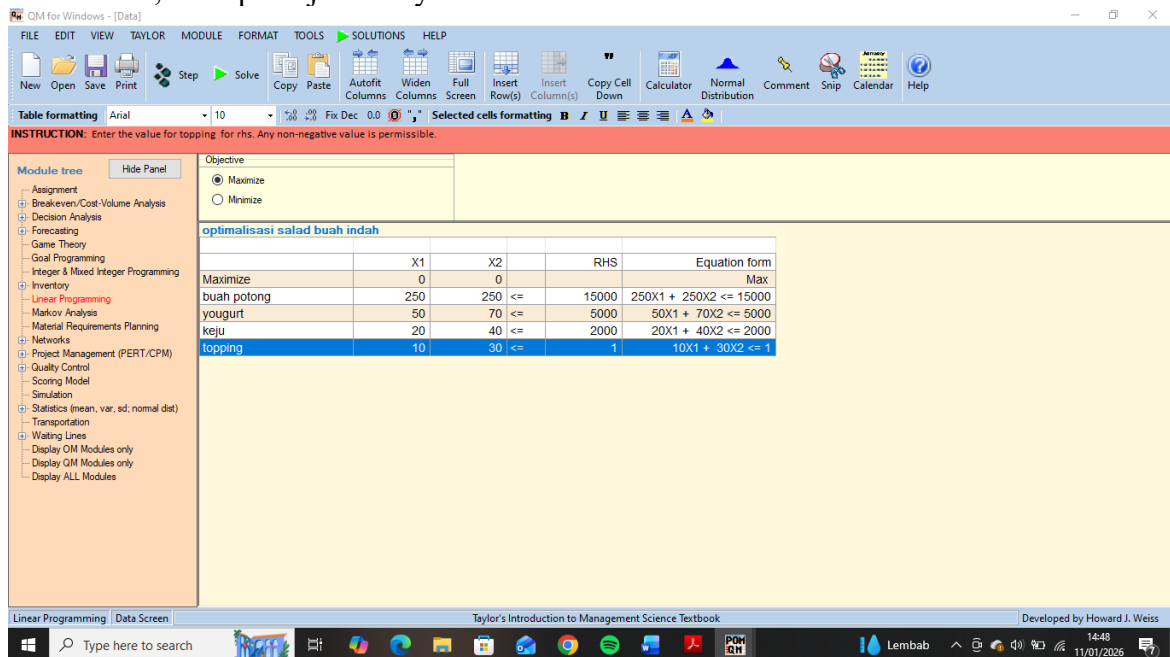 QM for Windows - [Data]
FILE EDIT VIEW TAYLOR MODULE FORMAT TOOLS SOLUTIONS HELP
New Open Save Print Step Solve Copy Paste Autofit Columns Widen Columns Full Screen Insert Row(s) Insert Column(s) Copy Cell Down Calculator Normal Distribution Comment Snip Calendar Help
Table formatting Arial 10 Fix Dec 0.0 Selected cells formatting B I U A
INSTRUCTION: Enter the value for topping for rhs. Any non-negative value is permissible.
Module tree Hide Panel
Assignment
Breakeven/Cost-Volume Analysis
Decision Analysis
Forecasting
Game Theory
Goal Programming
Integer & Mixed Integer Programming
Inventory
Linear Programming
Markov Analysis
Material Requirements Planning
Networks
Project Management (PERT/CPM)
Quality Control
Scoring Model
Simulation
Statistics (mean, var, sd; normal dist)
Transportation
Waiting Lines
Display OM Modules only
Display QM Modules only
Display ALL Modules
Objective
Maximize
Minimize
optimalisasi salad buah indah
X1 X2 RHS Equation form
Maximize 0 0 Max
buah potong 250 250 <= 15000 250X1 + 250X2 <= 15000
yougurt 50 70 <= 5000 50X1 + 70X2 <= 5000
keju 20 40 <= 2000 20X1 + 40X2 <= 2000
topping 10 30 <= 1 10X1 + 30X2 <= 1
Linear Programming Data Screen Taylor's Introduction to Management Science Textbook Developed by Howard J. Weiss
Type here to search Lembab 14:48
11/01/2026